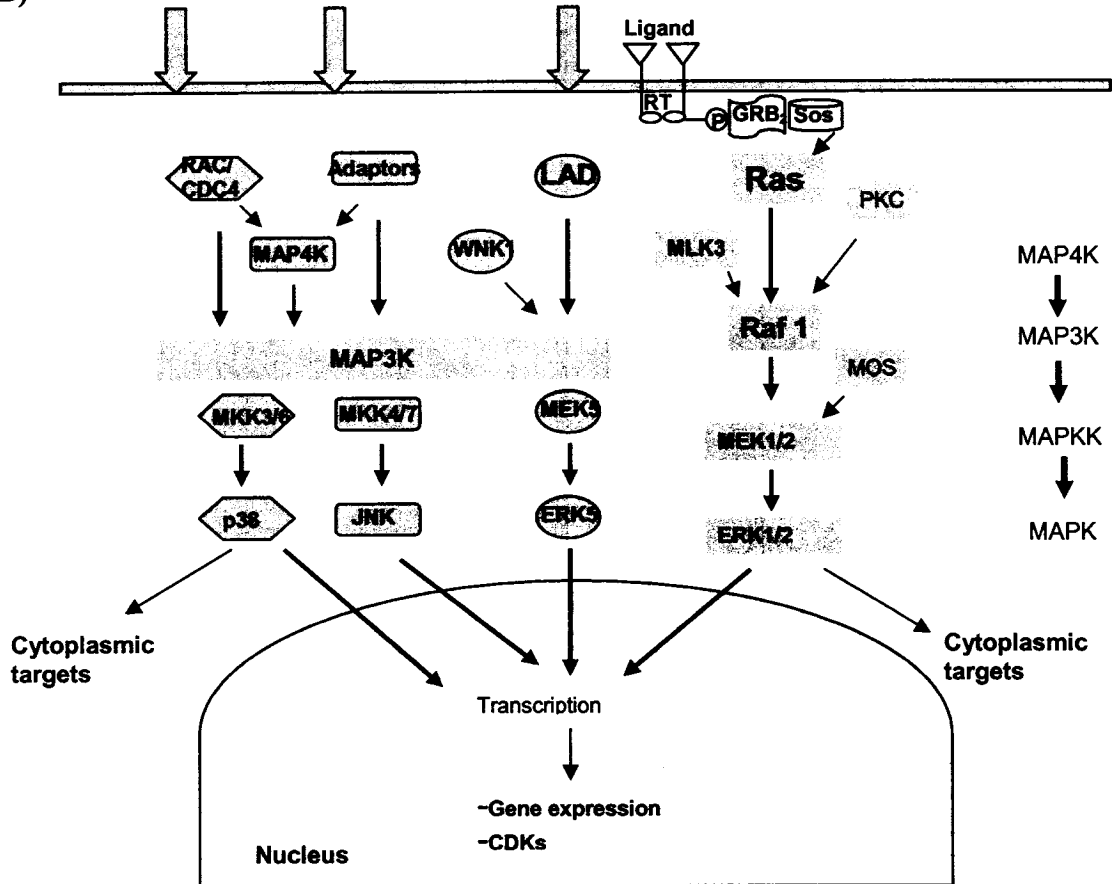 Ligand
RT
P
GRB2
Sos
RAC/
CDC4
Adaptors
LAD
Ras
PKC
MAP4K
WNK1
MLK3
MAP4K
MAP3K
Raf 1
MAP3K
MOS
MKK3/6
MKK4/7
MEK5
MEK1/2
MAPKK
p38
JNK
ERK5
ERK1/2
MAPK
Cytoplasmic
targets
Cytoplasmic
targets
Transcription
-Gene expression
-CDKs
Nucleus